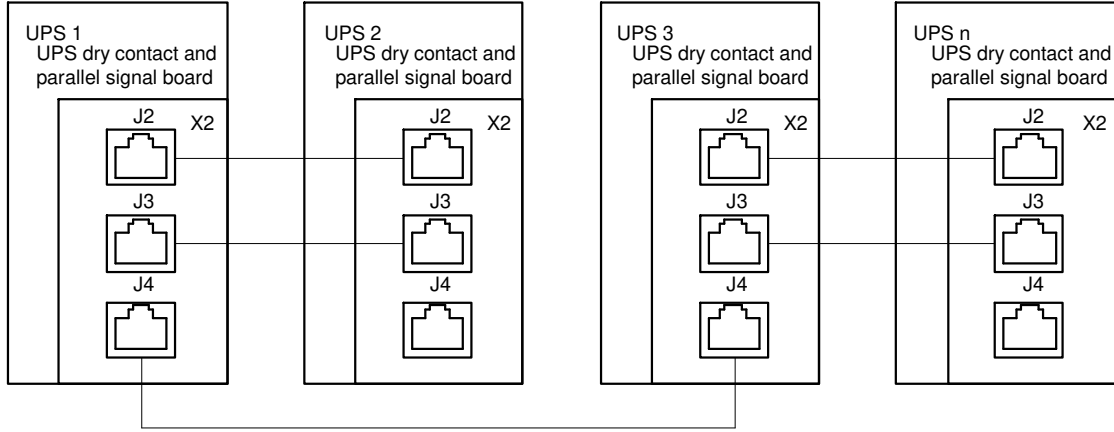 UPS 1
UPS dry contact and
parallel signal board
X2
J2
J3
J4
UPS 2
UPS dry contact and
parallel signal board
X2
J2
J3
J4
UPS 3
UPS dry contact and
parallel signal board
X2
J2
J3
J4
UPS n
UPS dry contact and
parallel signal board
X2
J2
J3
J4